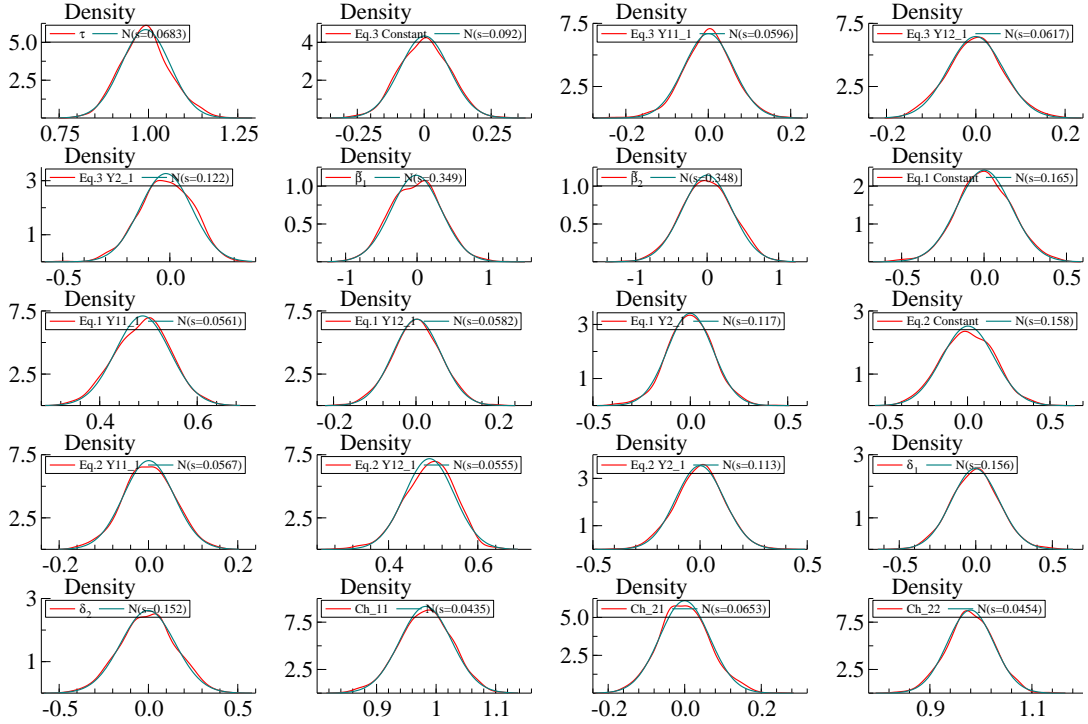 Density Density Density Density
5.0 τ N(s=0.0683) 4 Eq.3 Constant N(s=0.092) 7.5 Eq.3 Y11_1 N(s=0.0596) 7.5 Eq.3 Y12_1 N(s=0.0617)
2.5 2 2.5 2.5
0.75 1.00 1.25 -0.25 0 0.25 -0.2 0.0 0.2 -0.2 0.0 0.2
Density Density Density Density
3 Eq.3 Y2_1 N(s=0.122) 1.0 β̃₁ N(s=0.349) 1.0 β̃₂ N(s=0.348) 2 Eq.1 Constant N(s=0.165)
1 0.5 0.5 1
-0.5 0.0 -1 0 1 -1 0 1 -0.5 0.0 0.5
Density Density Density Density
7.5 Eq.1 Y11_1 N(s=0.0561) 7.5 Eq.1 Y12_1 N(s=0.0582) 3 Eq.1 Y2_1 N(s=0.117) 3 Eq.2 Constant N(s=0.158)
2.5 2.5 1 1
0.4 0.6 -0.2 0.0 0.2 -0.5 0.0 0.5 -0.5 0.0 0.5
Density Density Density Density
7.5 Eq.2 Y11_1 N(s=0.0567) 7.5 Eq.2 Y12_1 N(s=0.0555) 3 Eq.2 Y2_1 N(s=0.113) 3 δ₁ N(s=0.156)
2.5 2.5 1 1
-0.2 0.0 0.2 0.4 0.6 -0.5 0.0 0.5 -0.5 0.0 0.5
Density Density Density Density
3 δ₂ N(s=0.152) 7.5 Ch_11 N(s=0.0435) 5.0 Ch_21 N(s=0.0653) 7.5 Ch_22 N(s=0.0454)
1 2.5 2.5 2.5
-0.5 0.0 0.5 0.9 1 1.1 -0.2 0.0 0.2 0.9 1.1